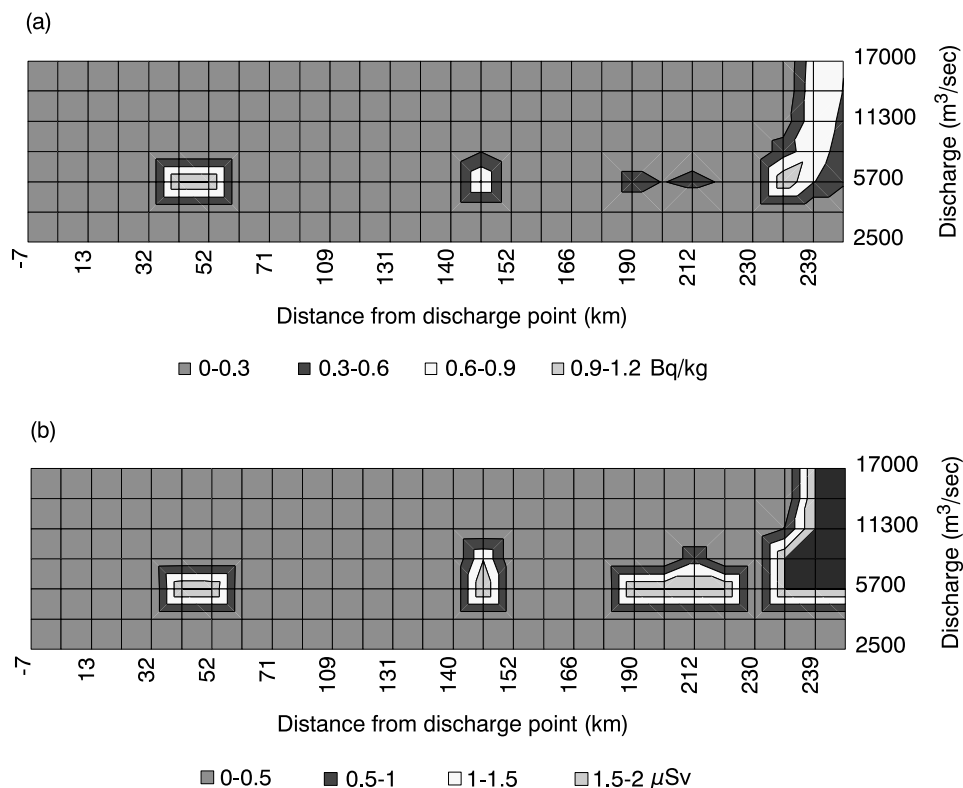 (a)
17000
11300
5700
2500
Discharge (m³/sec)
-7 13 32 52 71 109 131 140 152 166 190 212 230 239
Distance from discharge point (km)
0-0.3 0.3-0.6 0.6-0.9 0.9-1.2 Bq/kg
(b)
17000
11300
5700
2500
Discharge (m³/sec)
-7 13 32 52 71 109 131 140 152 166 190 212 230 239
Distance from discharge point (km)
0-0.5 0.5-1 1-1.5 1.5-2 μSv